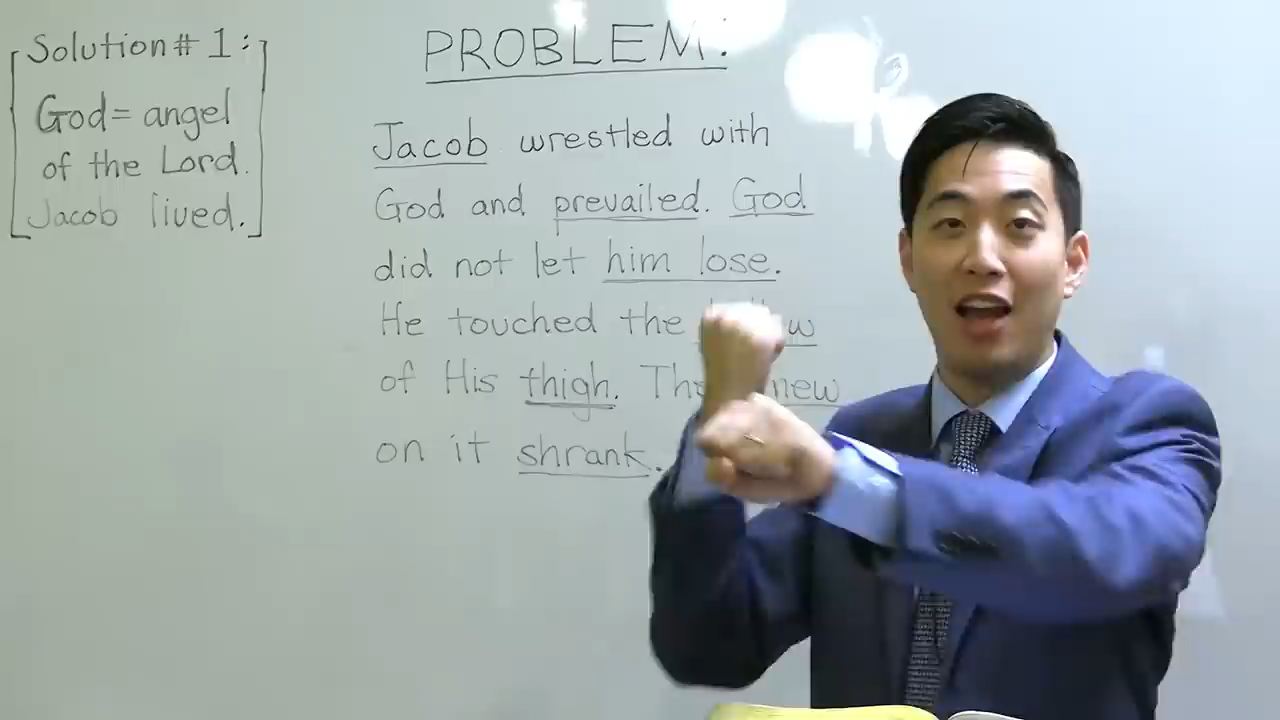 Solution# 1:
God= angel
of the Lord.
Jacob lived.
PROBLEM:
Jacob wrestled with
God and prevailed. God
did not let him lose.
He touched the
of His thigh. The
on it shrank.